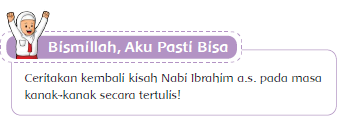 Bismillah, Aku Pasti Bisa
Ceritakan kembali kisah Nabi Ibrahim a.s. pada masa
kanak-kanak secara tertulis!